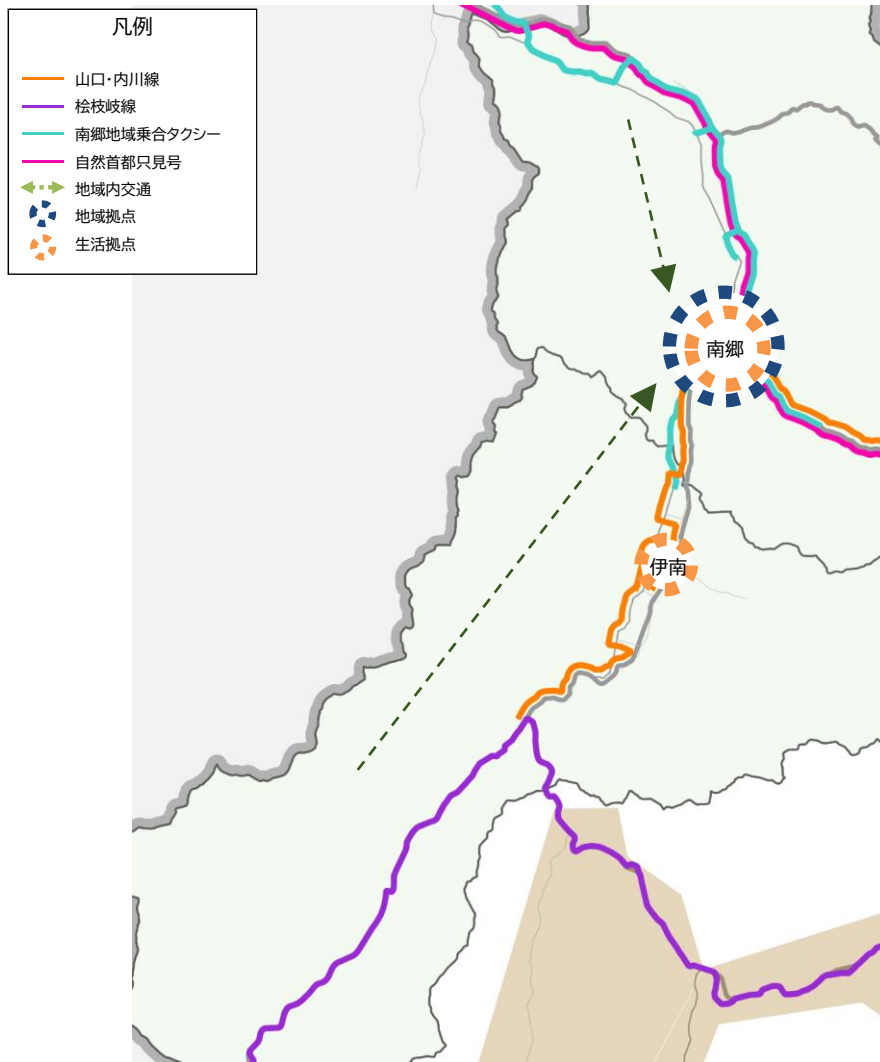 凡例
山口・内川線
桧枝岐線
南郷地域乗合タクシー
自然首都只見号
地域内交通
地域拠点
生活拠点
南郷
伊南